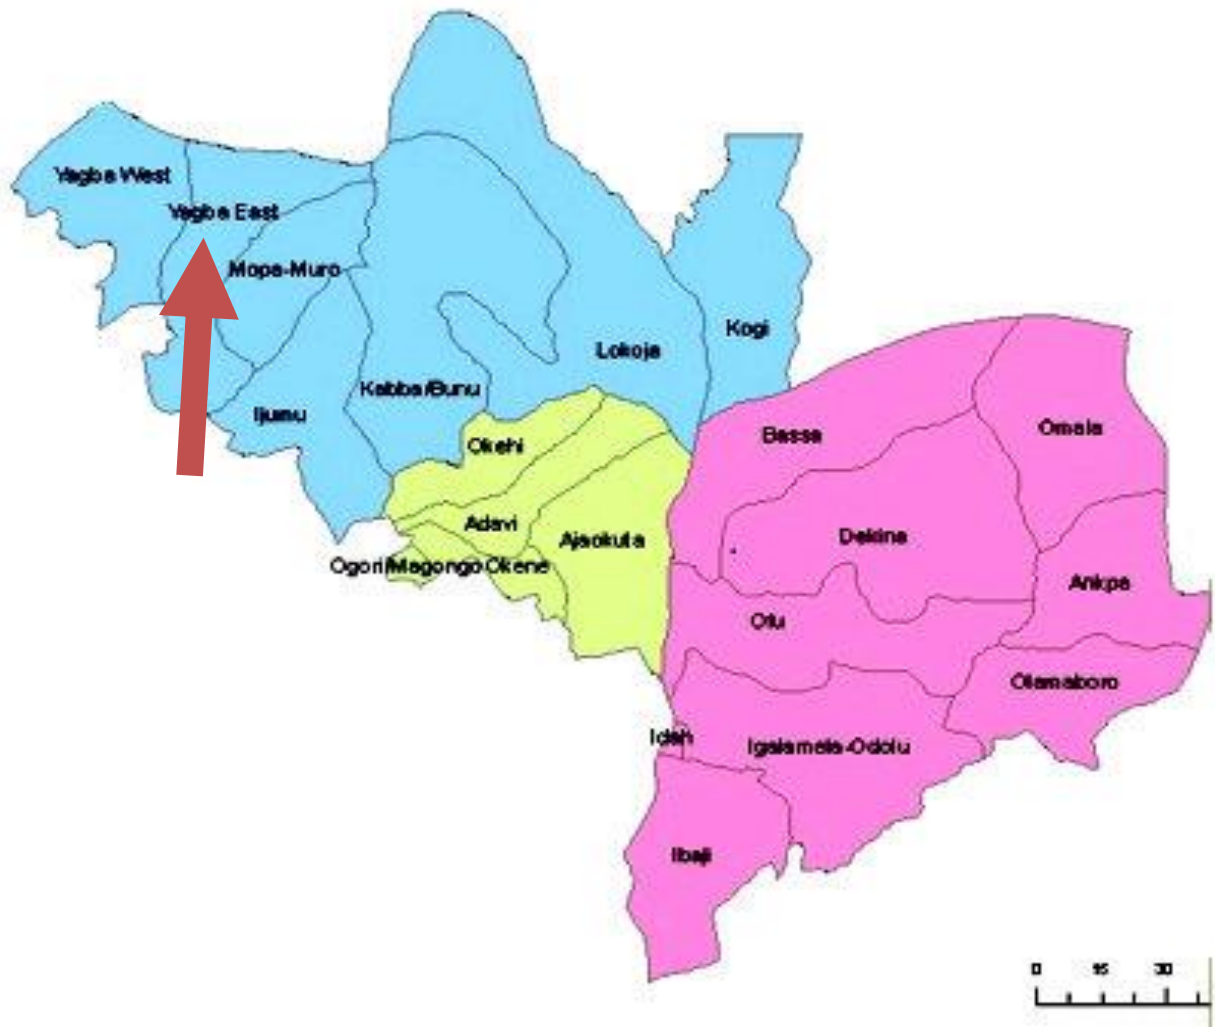 Yagba West
Yagba East
Mopa-Muro
Kogi
Lokoja
Kabba/Bunu
Ijumu
Omala
Bassa
Okehi
Adavi
Dekina
Ajaokuta
Ogori/Magongo
Okene
Ankpa
Ofu
Olamaboro
Idah
Igalamela-Odolu
Ibaji
0 15 30